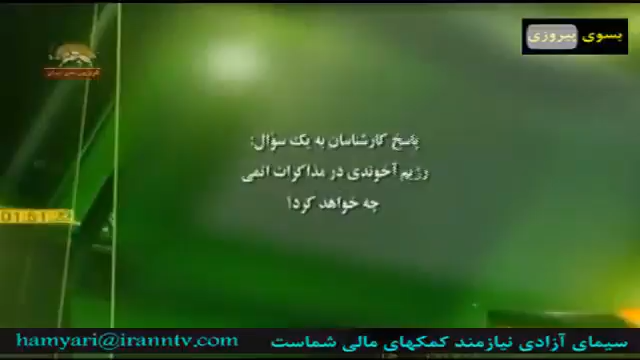 بسوی پیروزی
پاسخ کارشناسان به یک سؤال:
رژیم آخوندی در مذاکرات اتمی
چه خواهد کرد؟
سیمای آزادی نیازمند کمکهای مالی شماست hamyari@iranntv.com